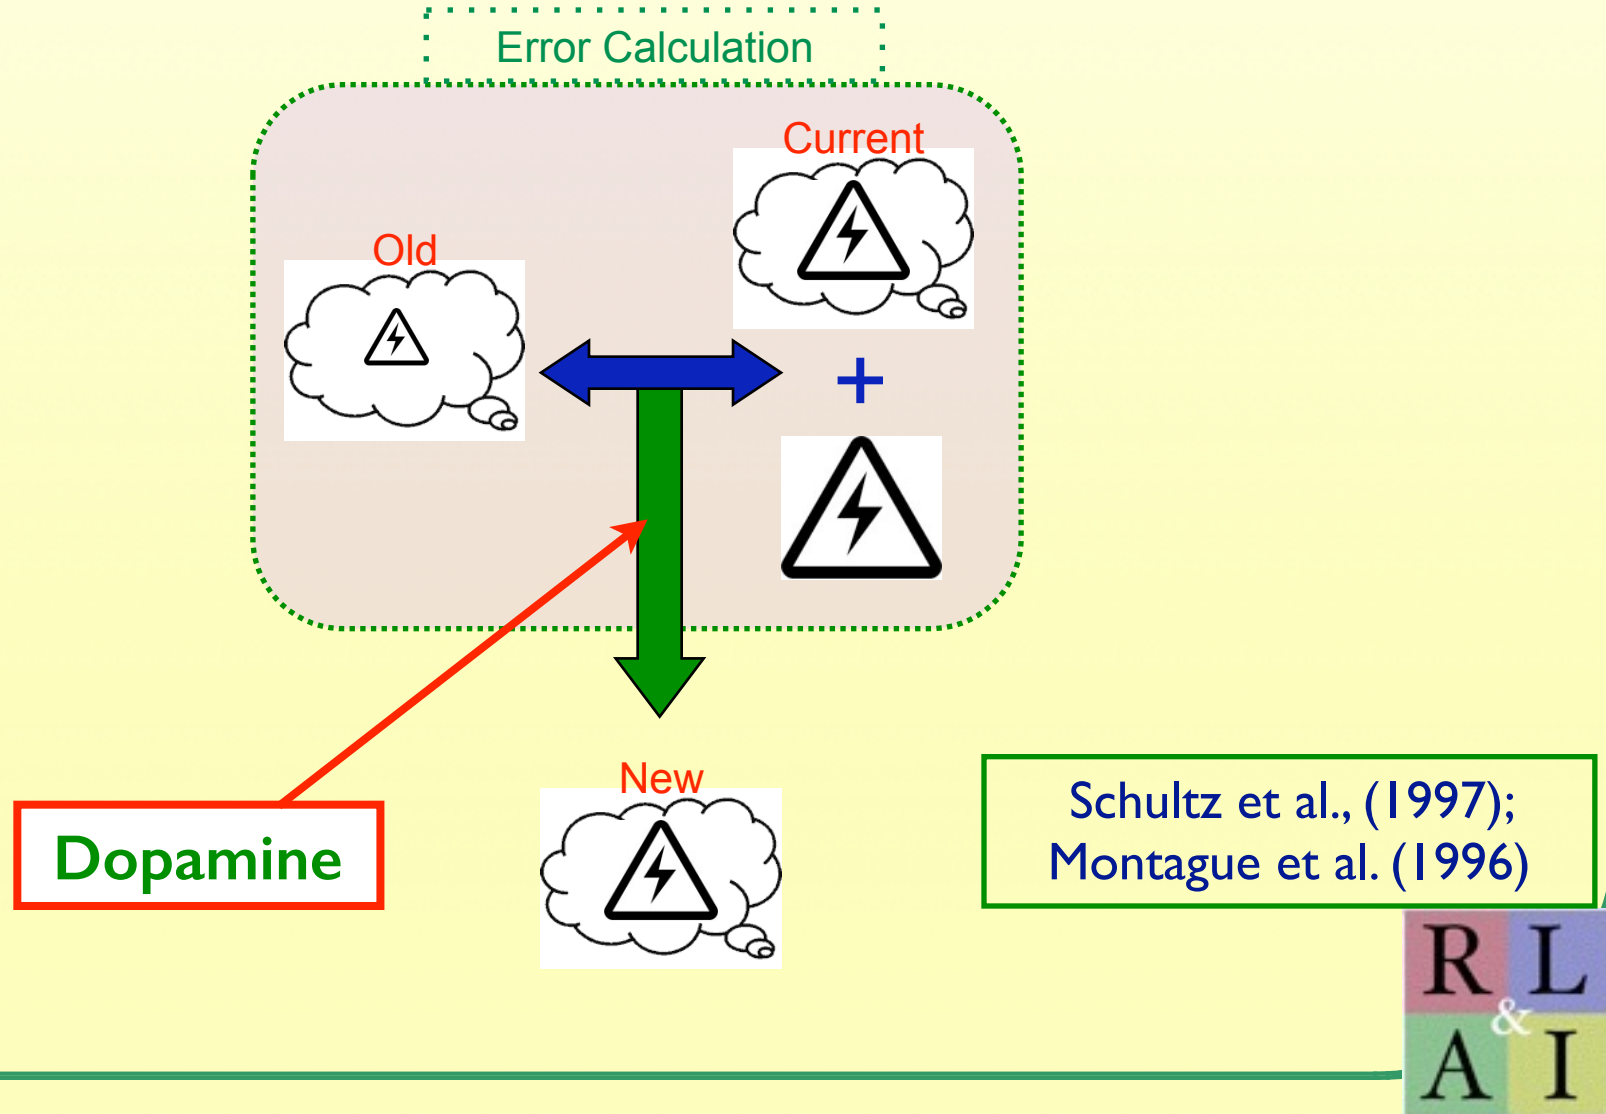 Error Calculation
Current
Old
+
New
Dopamine
Schultz et al., (1997);
Montague et al. (1996)
R L
&
A I